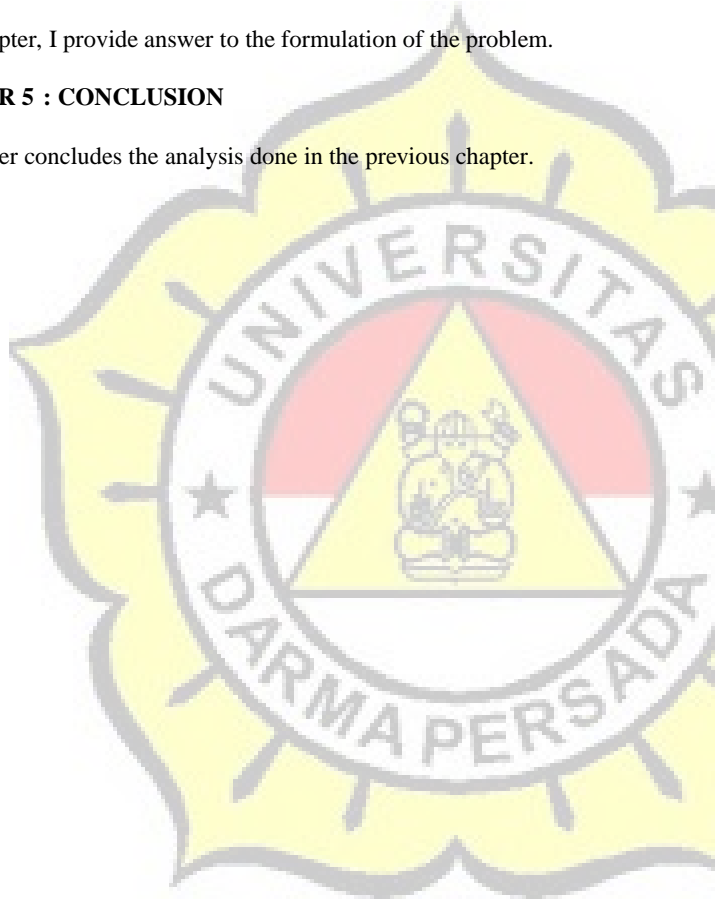 pter, I provide answer to the formulation of the problem.
R 5 : CONCLUSION
er concludes the analysis done in the previous chapter.
UNIVERSITAS
DARMA PERSADA